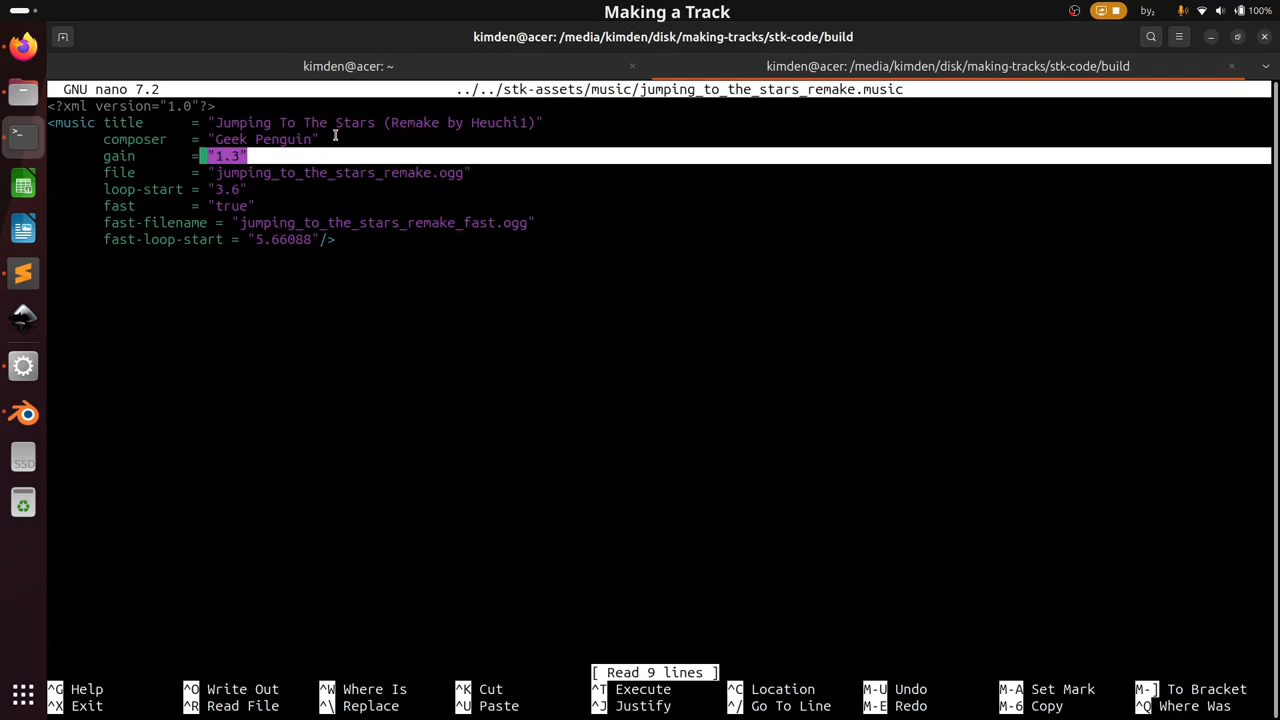 Making a Track
by₂
100%
kimden@acer: /media/kimden/disk/making-tracks/stk-code/build
kimden@acer: ~
×
kimden@acer: /media/kimden/disk/making-tracks/stk-code/build
×
GNU nano 7.2 ../../stk-assets/music/jumping_to_the_stars_remake.music
<?xml version="1.0"?>
<music title = "Jumping To The Stars (Remake by Heuchi1)"
composer = "Geek Penguin"
gain = "1.3"
file = "jumping_to_the_stars_remake.ogg"
loop-start = "3.6"
fast = "true"
fast-filename = "jumping_to_the_stars_remake_fast.ogg"
fast-loop-start = "5.66088"/>
SSD
[ Read 9 lines ]
^G Help ^O Write Out ^W Where Is ^K Cut ^T Execute ^C Location M-U Undo M-A Set Mark M-] To Bracket
^X Exit ^R Read File ^\ Replace ^U Paste ^J Justify ^/ Go To Line M-E Redo M-6 Copy ^Q Where Was